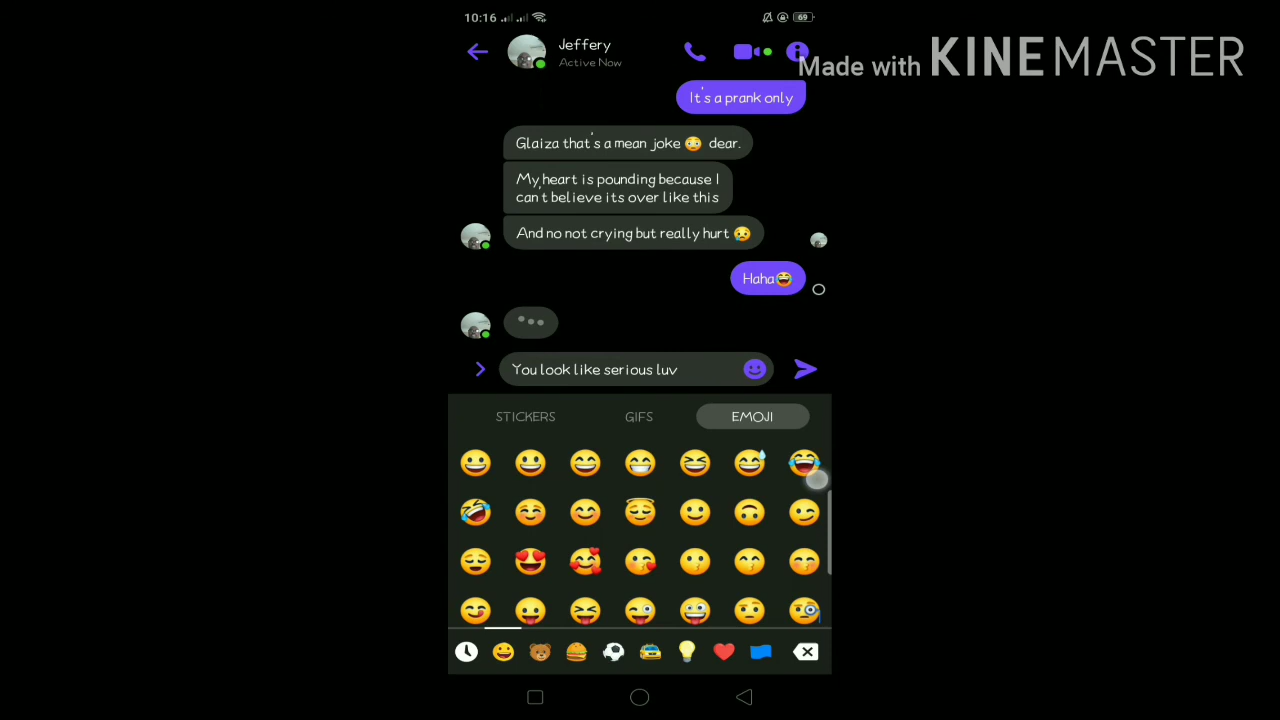 10:16
69
Jeffery
Active Now
Made with KINEMASTER
It's a prank only
Glaiza that's a mean joke 😳 dear.
My heart is pounding because I
can't believe its over like this
And no not crying but really hurt 😢
Haha😂
You look like serious luv
STICKERS GIFS EMOJI